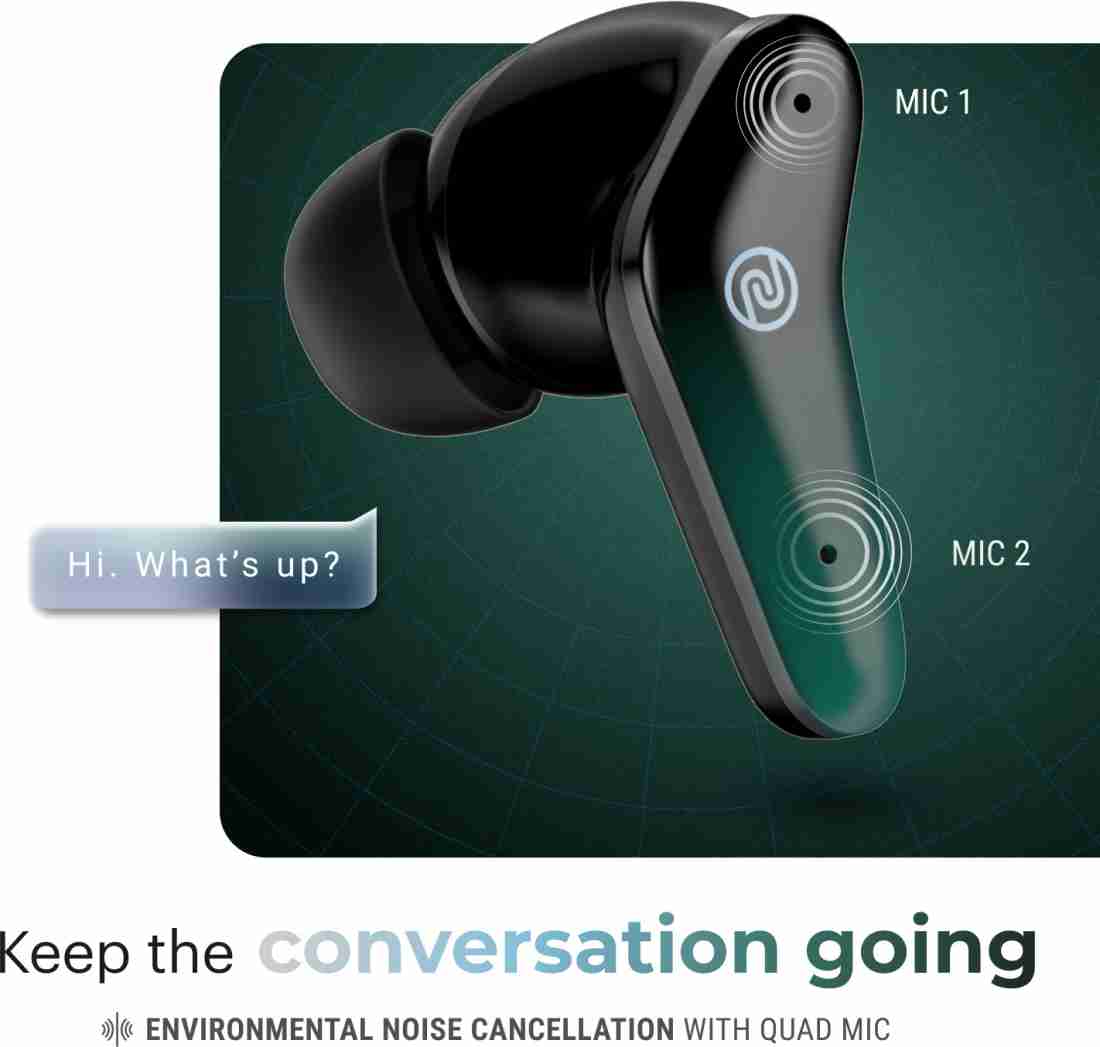 MIC 1
MIC 2
Hi. What's up?
Keep the conversation going
ENVIRONMENTAL NOISE CANCELLATION WITH QUAD MIC